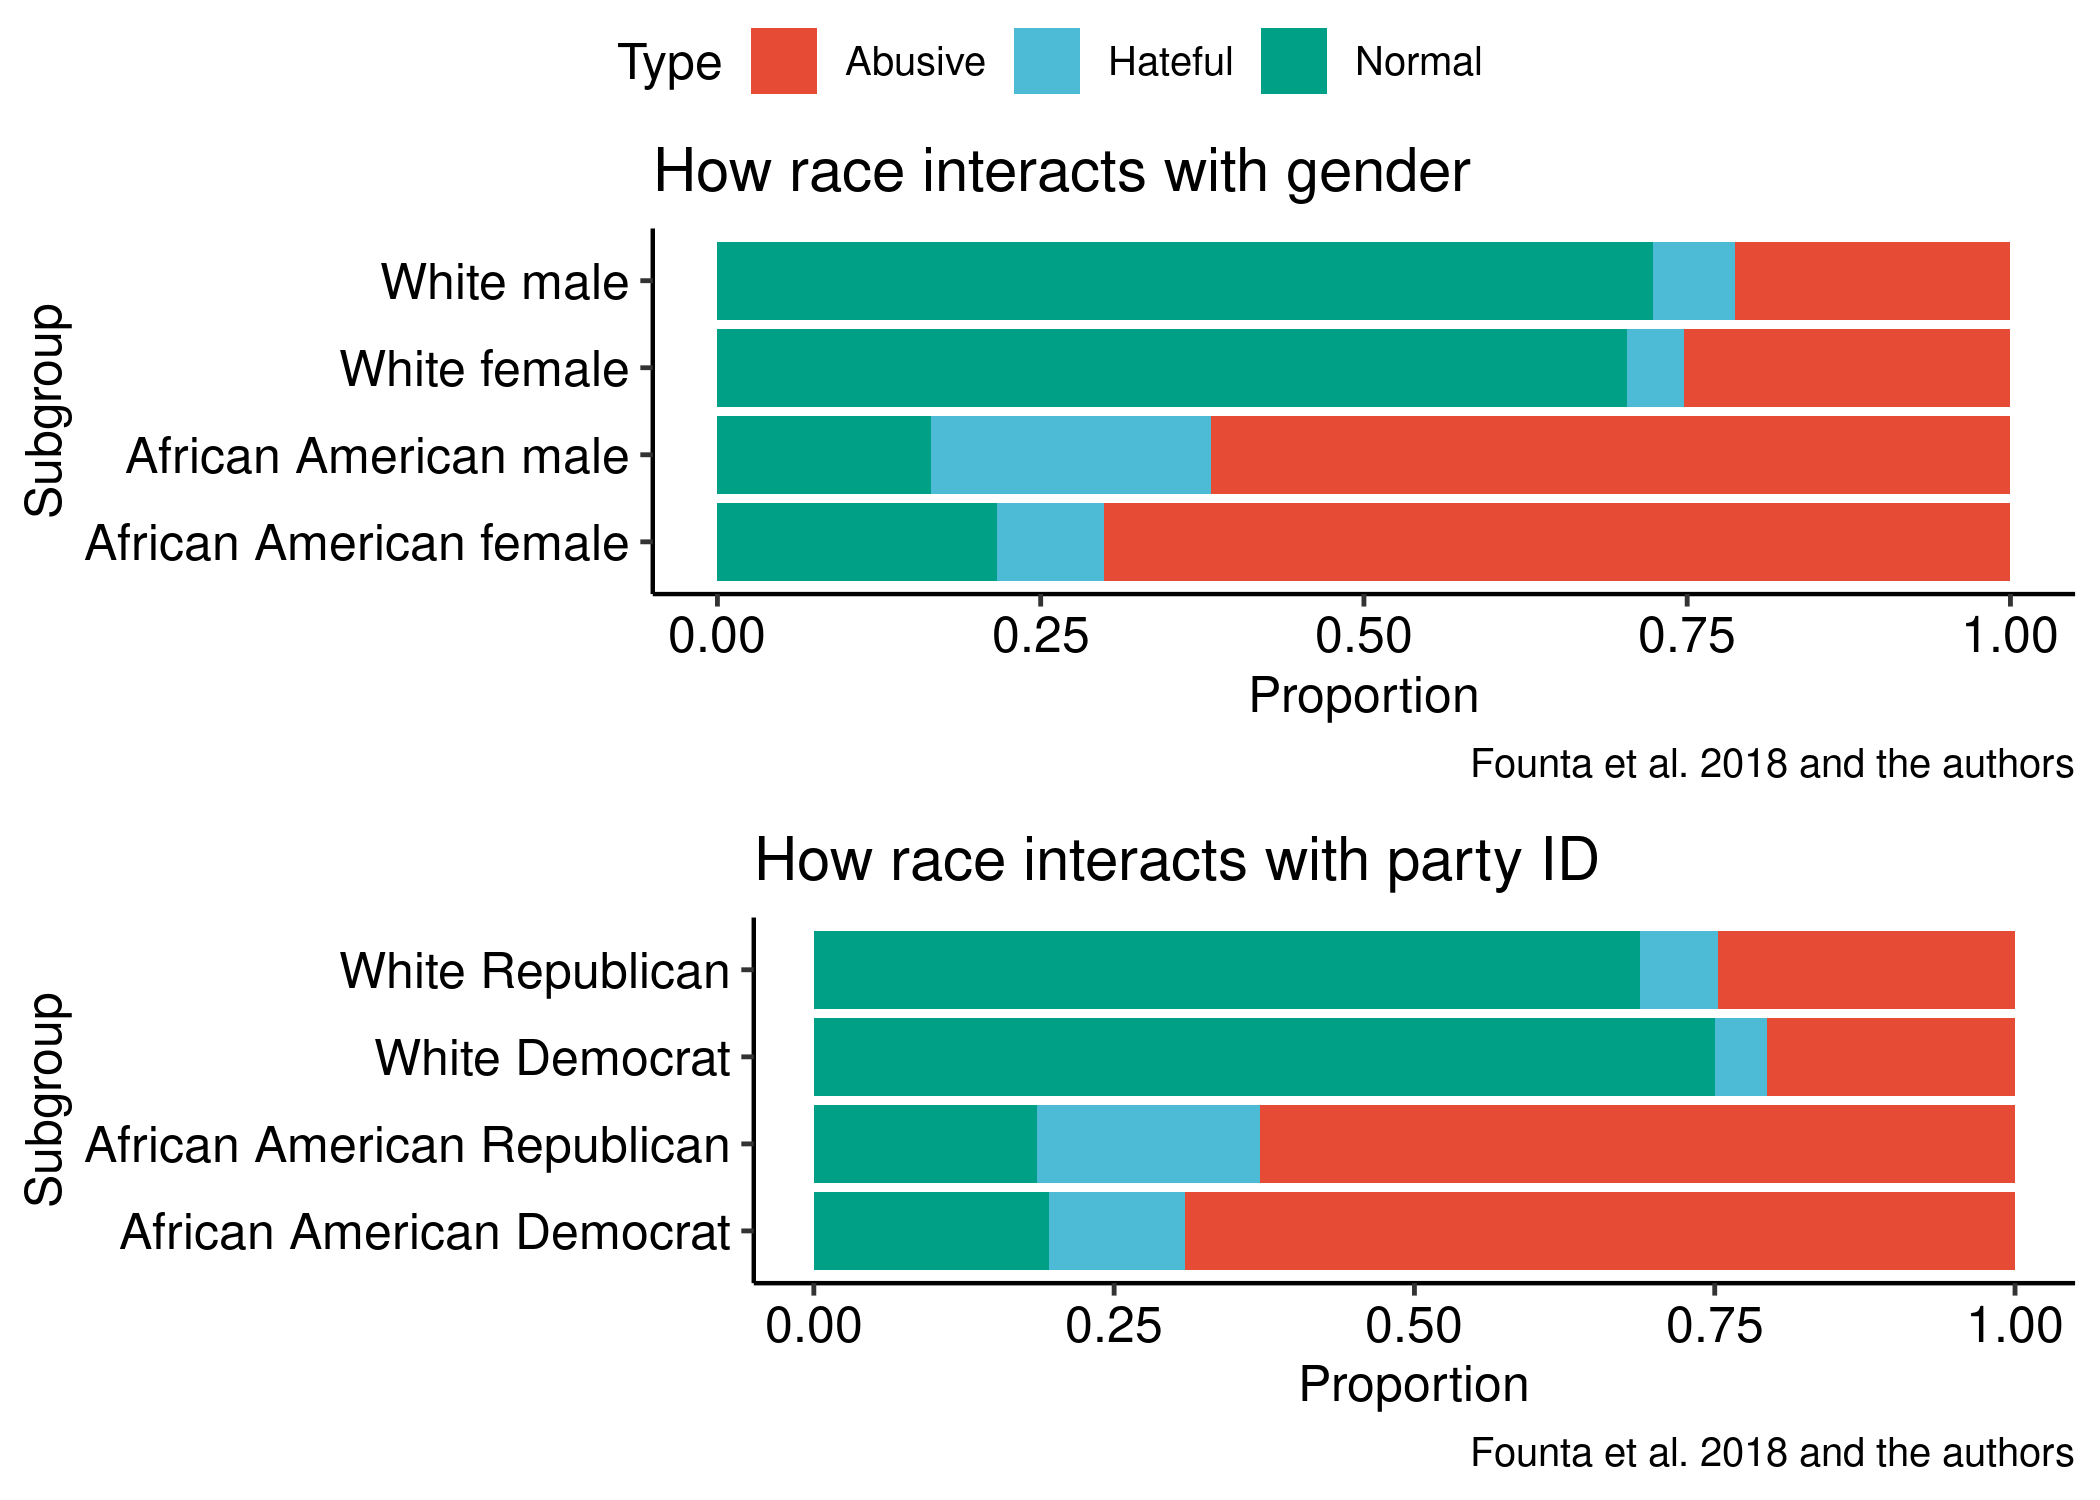 Type Abusive Hateful Normal
How race interacts with gender
Subgroup
White male
White female
African American male
African American female
0.00 0.25 0.50 0.75 1.00
Proportion
Founta et al. 2018 and the authors
How race interacts with party ID
Subgroup
White Republican
White Democrat
African American Republican
African American Democrat
0.00 0.25 0.50 0.75 1.00
Proportion
Founta et al. 2018 and the authors